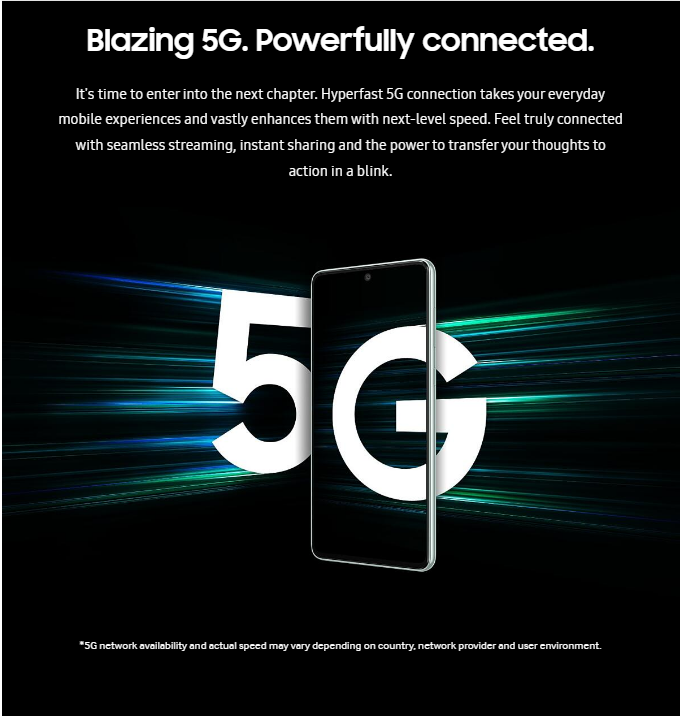 Blazing 5G. Powerfully connected.
It's time to enter into the next chapter. Hyperfast 5G connection takes your everyday
mobile experiences and vastly enhances them with next-level speed. Feel truly connected
with seamless streaming, instant sharing and the power to transfer your thoughts to
action in a blink.
5G
*5G network availability and actual speed may vary depending on country, network provider and user environment.